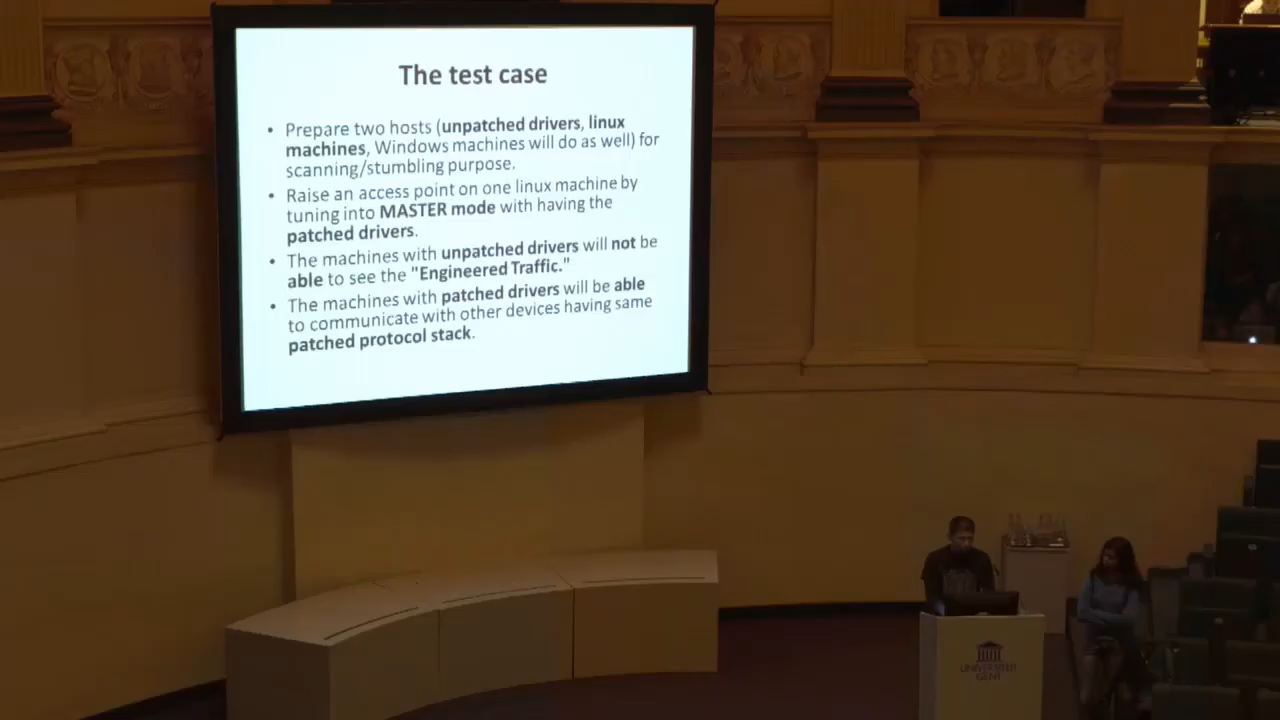 The test case
• Prepare two hosts (unpatched drivers, linux
machines, Windows machines will do as well) for
scanning/stumbling purpose.
• Raise an access point on one linux machine by
tuning into MASTER mode with having the
patched drivers.
• The machines with unpatched drivers will not be
able to see the "Engineered Traffic."
• The machines with patched drivers will be able
to communicate with other devices having same
patched protocol stack.
UNIVERSITEIT
GENT